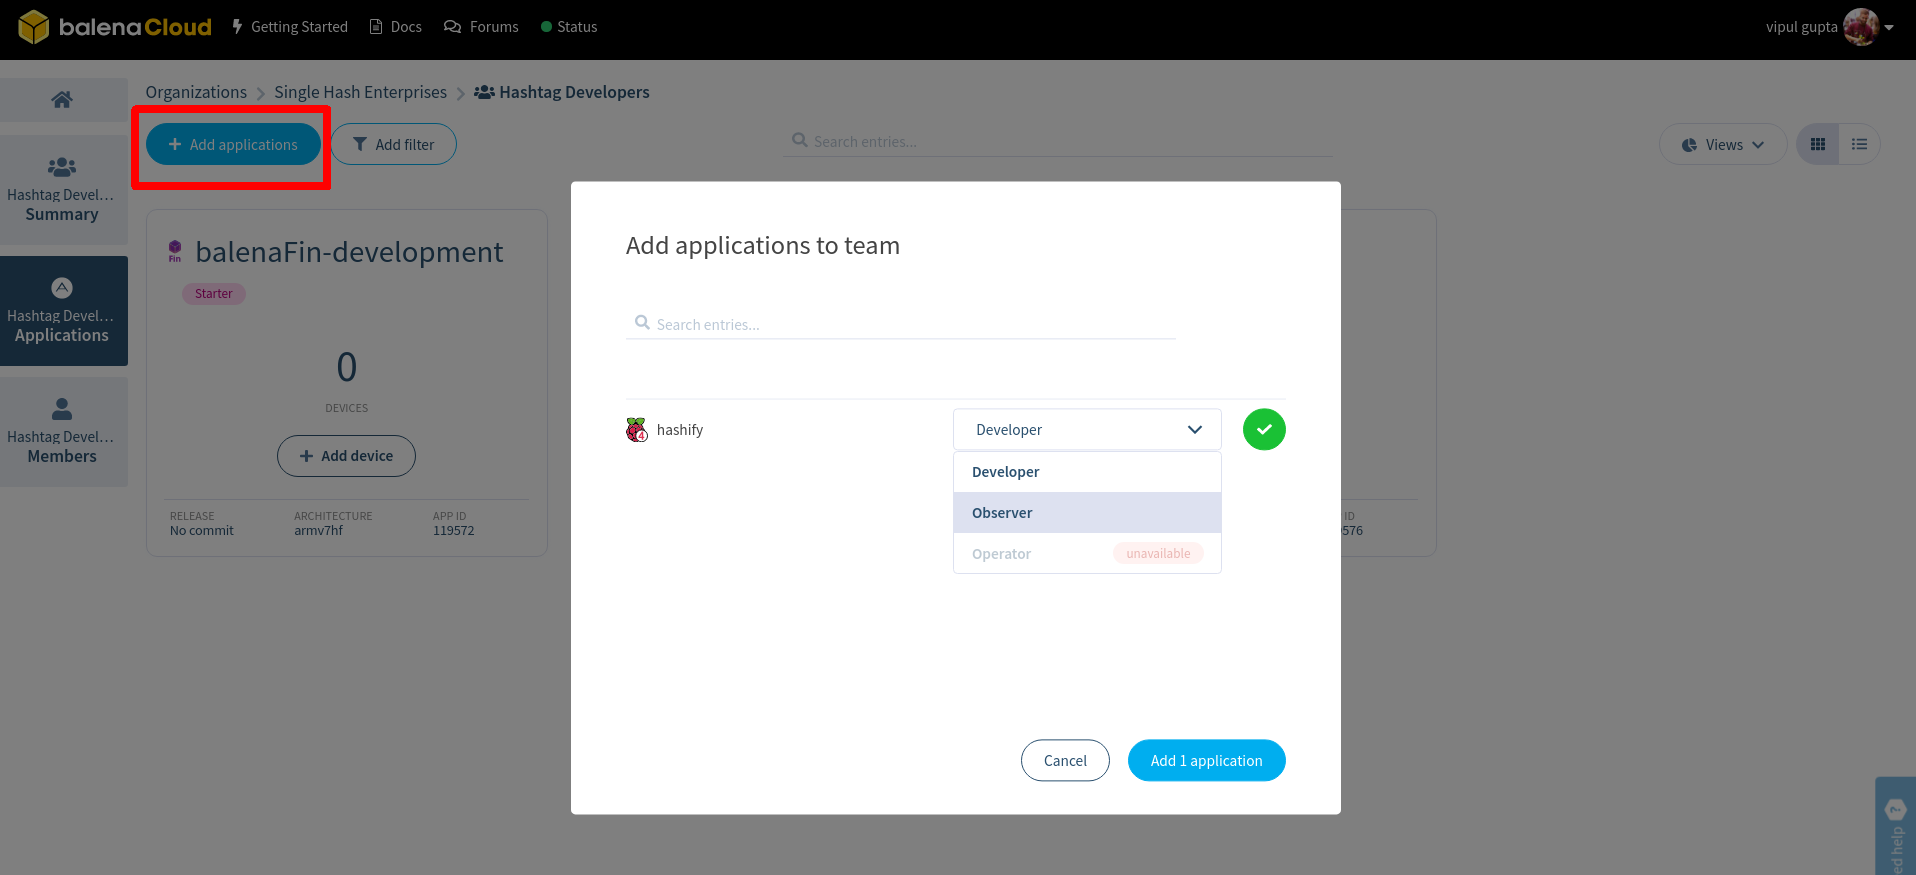 balenaCloud Getting Started Docs Forums Status vipul gupta
Organizations Single Hash Enterprises Hashtag Developers
Add applications Add filter Search entries... Views
Hashtag Devel...
Summary
Hashtag Devel...
Applications
Hashtag Devel...
Members
Fin balenaFin-development
Starter
0
DEVICES
Add device
RELEASE ARCHITECTURE APP ID
No commit armv7hf 119572
Add applications to team
Search entries...
4 hashify Developer
Developer
Observer
Operator unavailable
Cancel Add 1 application
ID
576
ed help ?